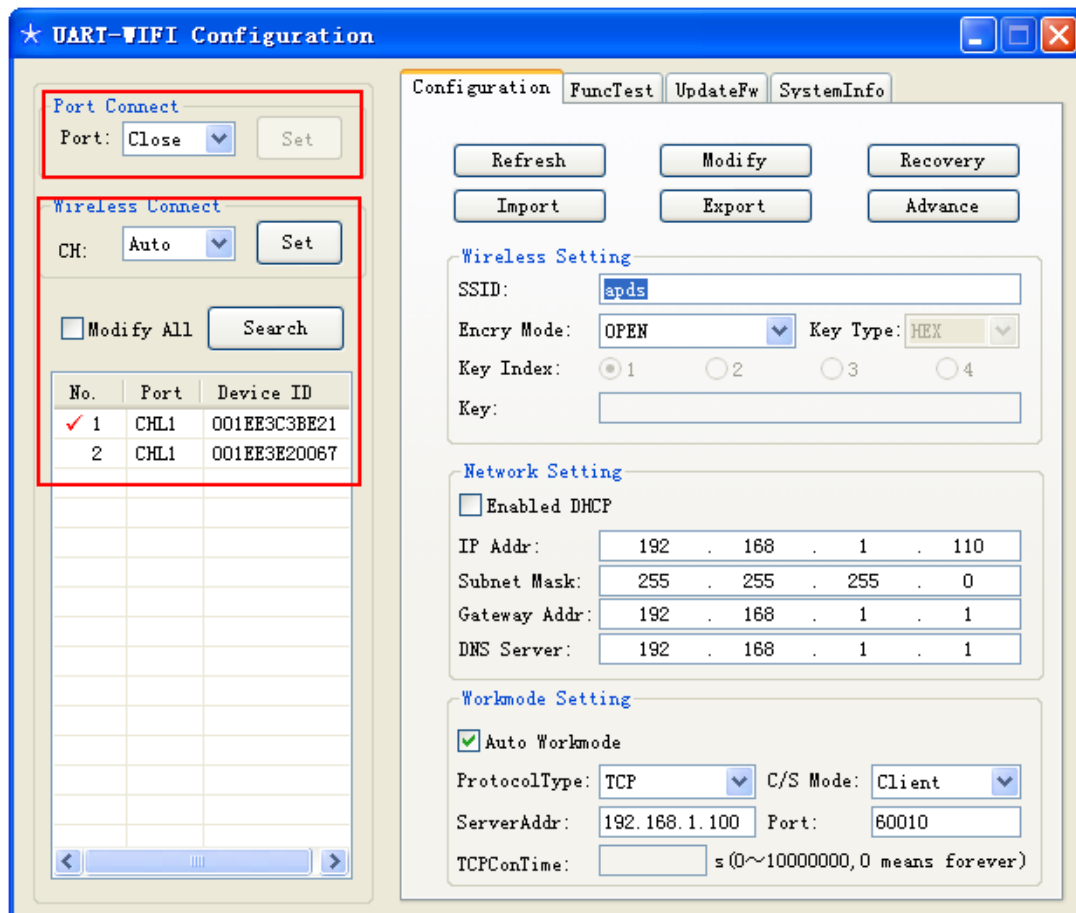 UART-WIFI Configuration
Port Connect
Port: Close Set
Wireless Connect
CH: Auto Set
Modify All Search
No. Port Device ID
1 CHL1 001EE3C3BE21
2 CHL1 001EE3E20067
Configuration FuncTest UpdateFw SystemInfo
Refresh Modify Recovery
Import Export Advance
Wireless Setting
SSID: apds
Encry Mode: OPEN Key Type: HEX
Key Index: 1 2 3 4
Key:
Network Setting
Enabled DHCP
IP Addr: 192 . 168 . 1 . 110
Subnet Mask: 255 . 255 . 255 . 0
Gateway Addr: 192 . 168 . 1 . 1
DNS Server: 192 . 168 . 1 . 1
Workmode Setting
Auto Workmode
ProtocolType: TCP C/S Mode: Client
ServerAddr: 192.168.1.100 Port: 60010
TCPConTime: s(0～10000000,0 means forever)